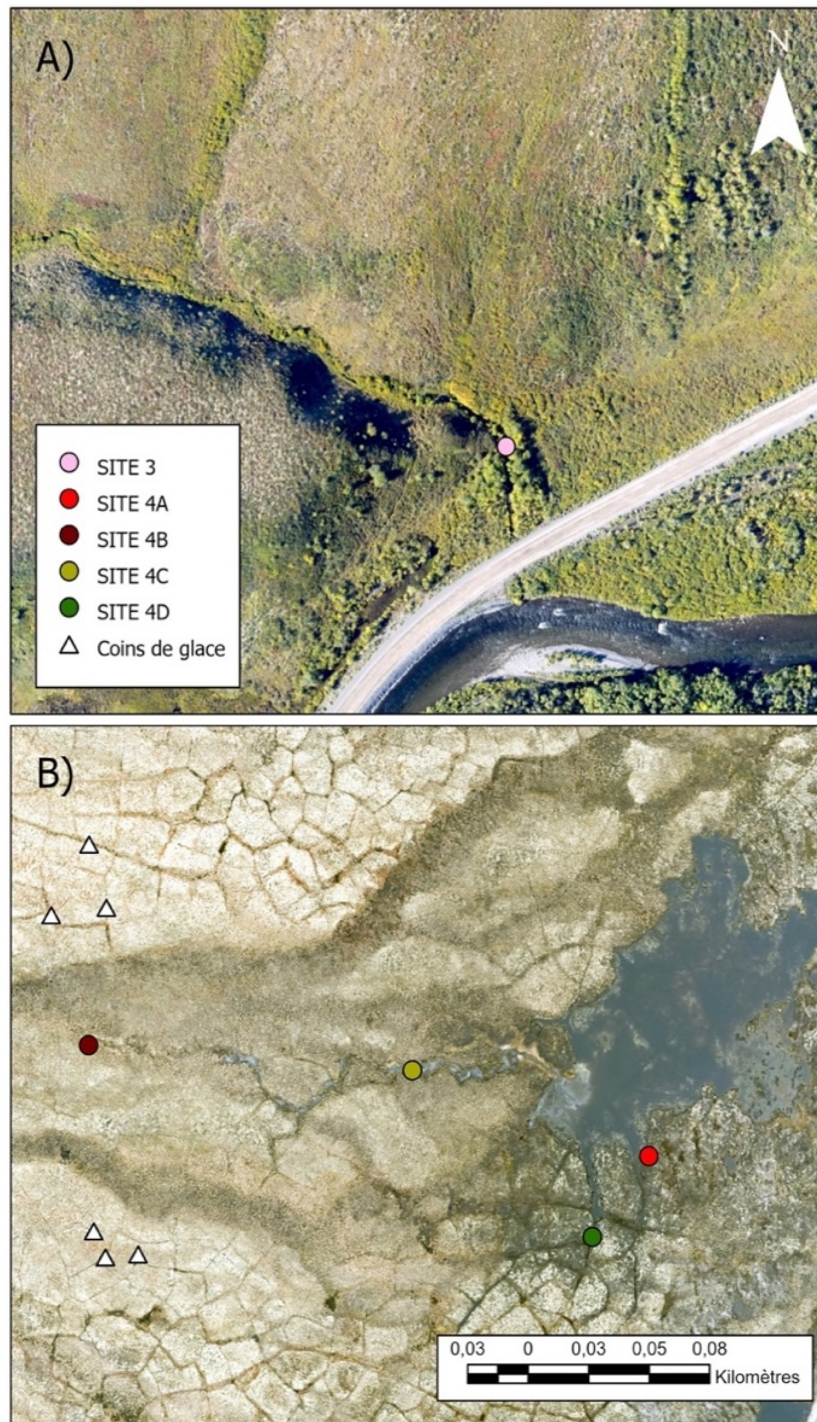 A)
N
SITE 3
SITE 4A
SITE 4B
SITE 4C
SITE 4D
Coins de glace
B)
0,03 0 0,03 0,05 0,08
Kilomètres